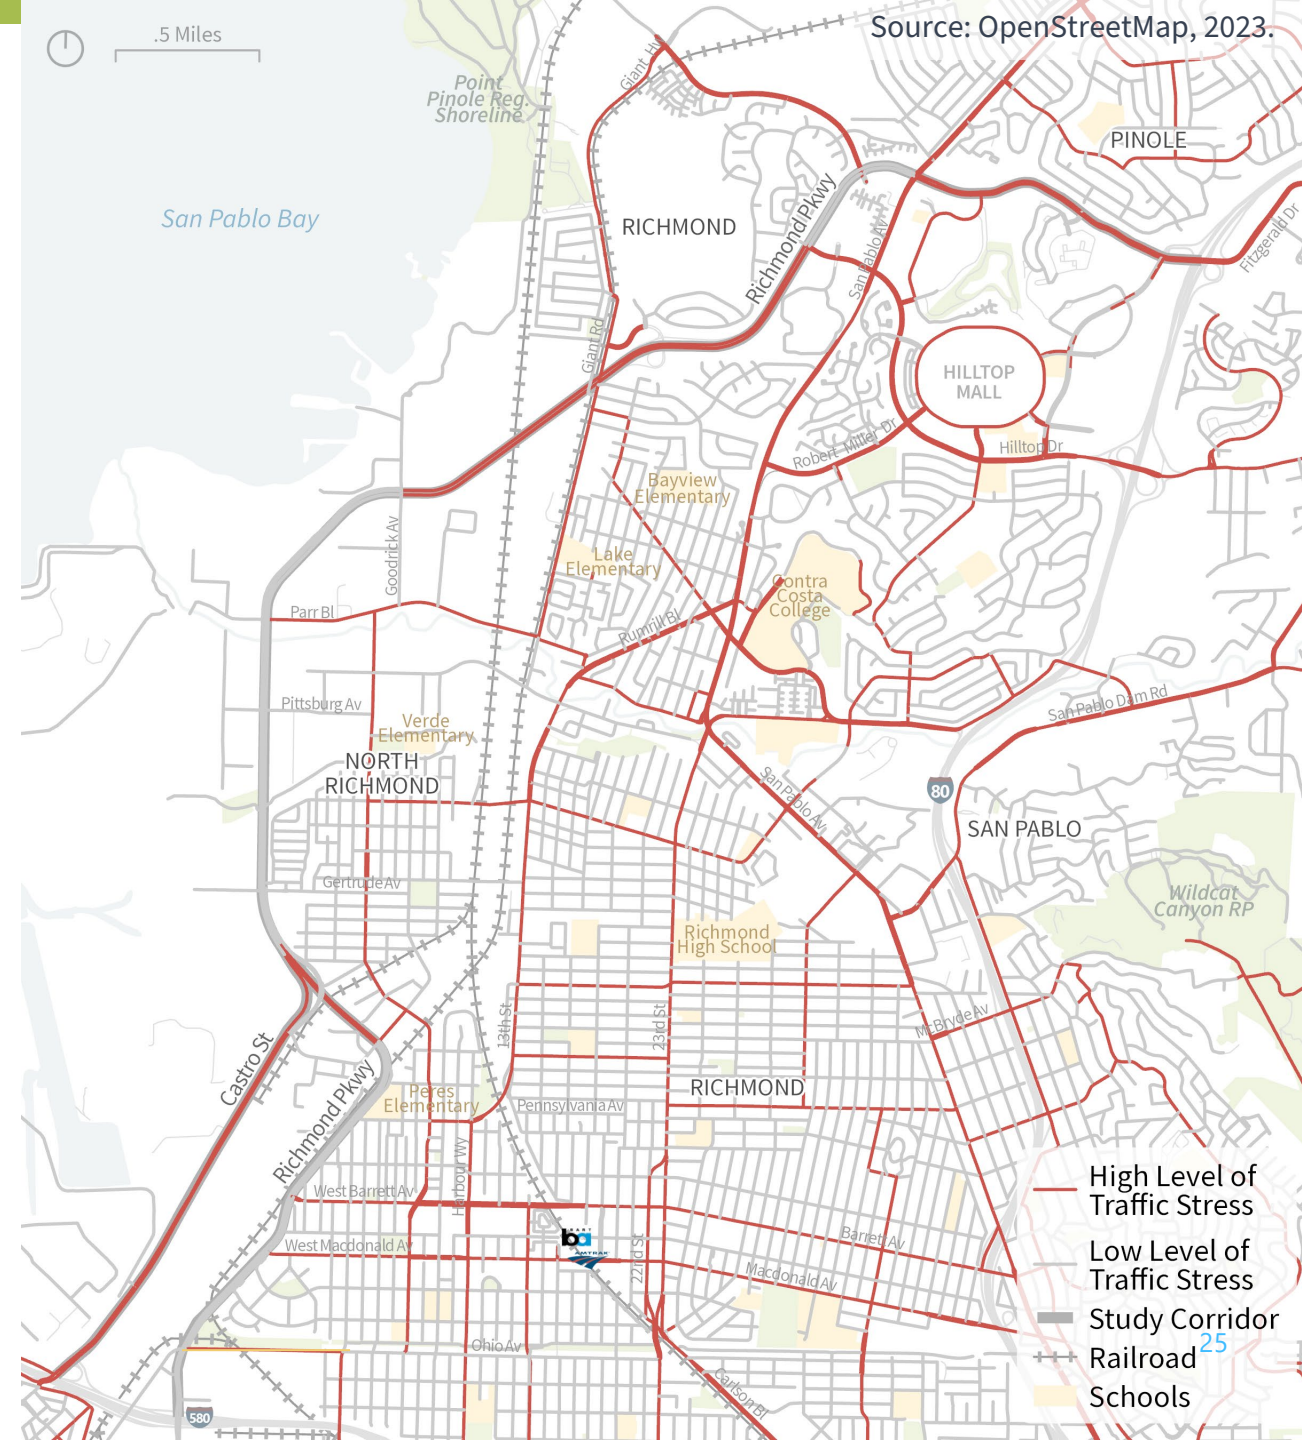 Source: OpenStreetMap, 2023.
.5 Miles
Point
Pinole Reg.
Shoreline
Giant Hy
PINOLE
San Pablo Bay
RICHMOND
Richmond Pkwy
San Pablo Av
Fitzgerald Dr
Giant Rd
HILLTOP
MALL
Robert Miller Dr
Hilltop Dr
Bayview
Elementary
Goodrick Av
Lake
Elementary
Contra
Costa
College
Parr Bl
Rumrill Bl
Pittsburg Av
San Pablo Dam Rd
Verde
Elementary
NORTH
RICHMOND
San Pablo Av
80
SAN PABLO
Gertrude Av
Wildcat
Canyon RP
Richmond
High School
13th St
23rd St
McBryde Av
Castro St
Richmond Pkwy
Peres
Elementary
Pennsylvania Av
RICHMOND
Harbour Wy
West Barrett Av
Barrett Av
West Macdonald Av
BART
ba
AMTRAK
22nd St
Macdonald Av
Ohio Av
Carlson Bl
580
High Level of
Traffic Stress
Low Level of
Traffic Stress
Study Corridor
25
Railroad
Schools